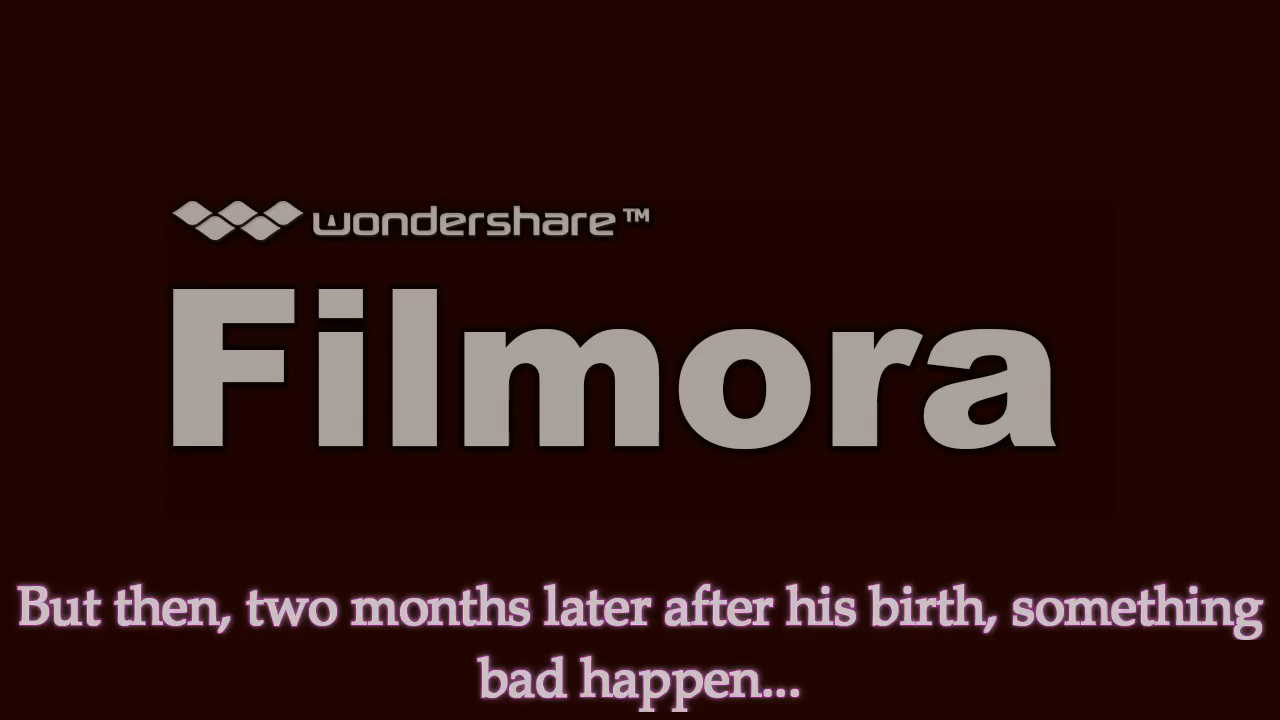 wondershare™
Filmora
But then, two months later after his birth, something
bad happen...